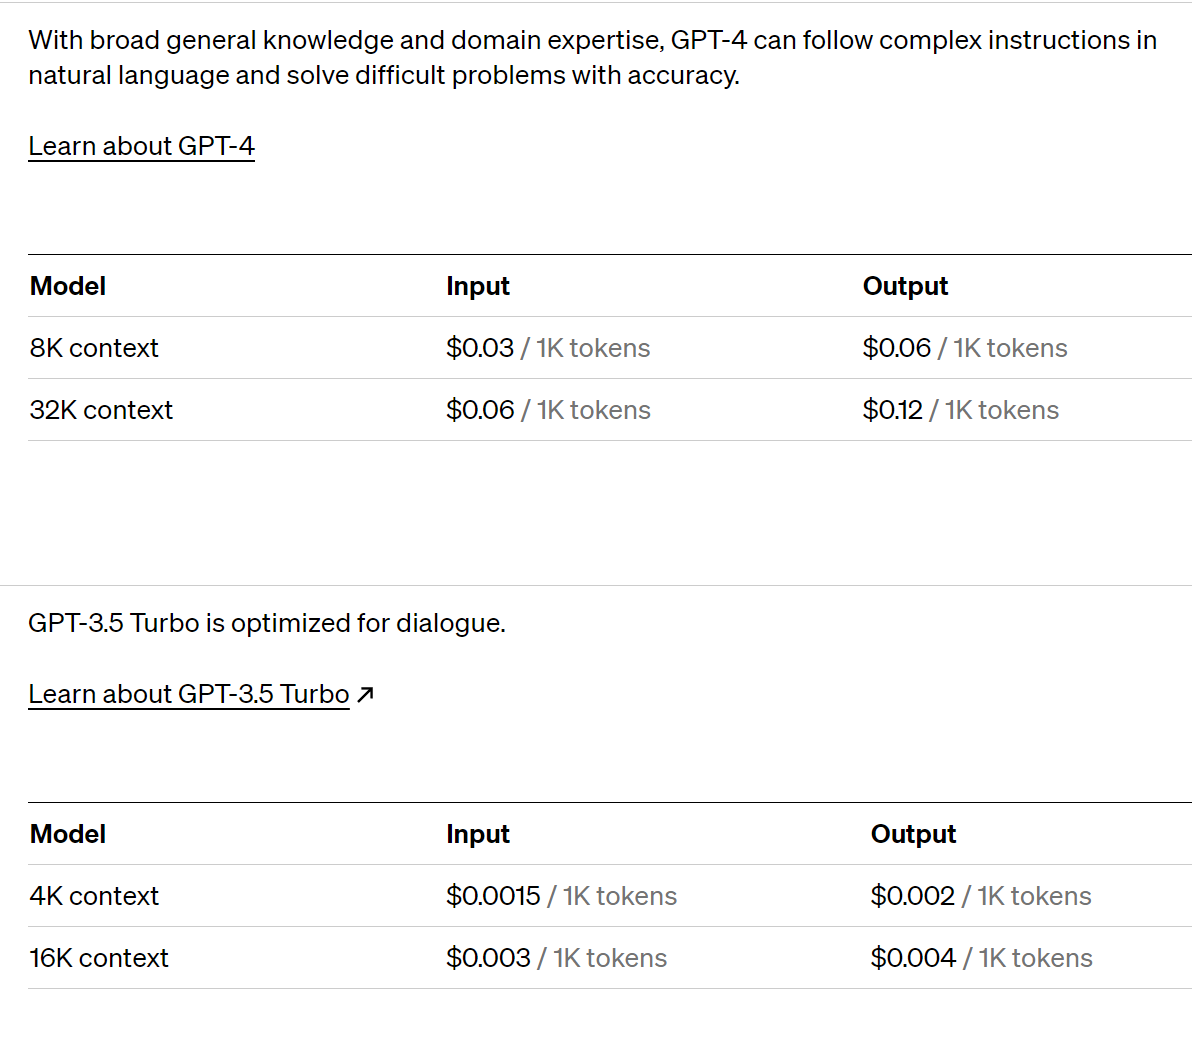 With broad general knowledge and domain expertise, GPT-4 can follow complex instructions in
natural language and solve difficult problems with accuracy.
Learn about GPT-4
Model Input Output
8K context $0.03 / 1K tokens $0.06 / 1K tokens
32K context $0.06 / 1K tokens $0.12 / 1K tokens
GPT-3.5 Turbo is optimized for dialogue.
Learn about GPT-3.5 Turbo ↗
Model Input Output
4K context $0.0015 / 1K tokens $0.002 / 1K tokens
16K context $0.003 / 1K tokens $0.004 / 1K tokens